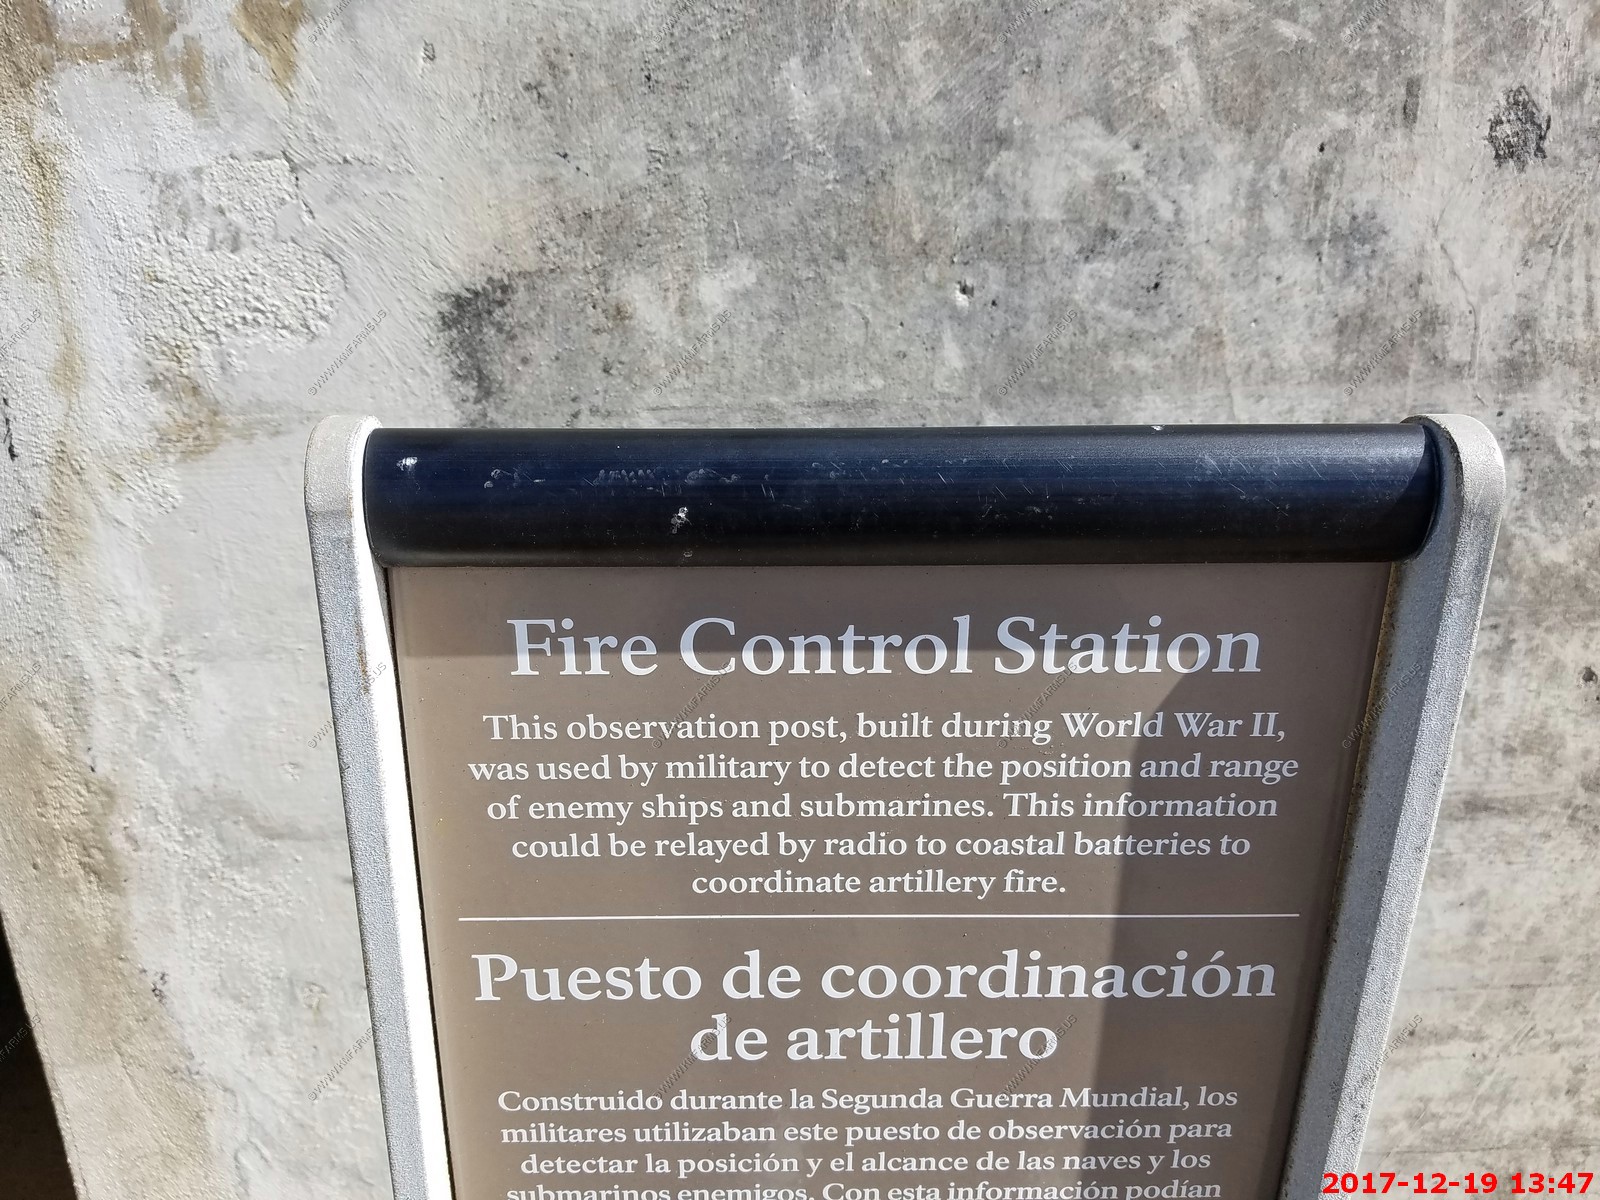 Fire Control Station
This observation post, built during World War II,
was used by military to detect the position and range
of enemy ships and submarines. This information
could be relayed by radio to coastal batteries to
coordinate artillery fire.
Puesto de coordinación
de artillero
Construido durante la Segunda Guerra Mundial, los
militares utilizaban este puesto de observación para
detectar la posición y el alcance de las naves y los
submarinos enemigos. Con esta información podían
2017-12-19 13:47
©WWW.KMFARMS.US